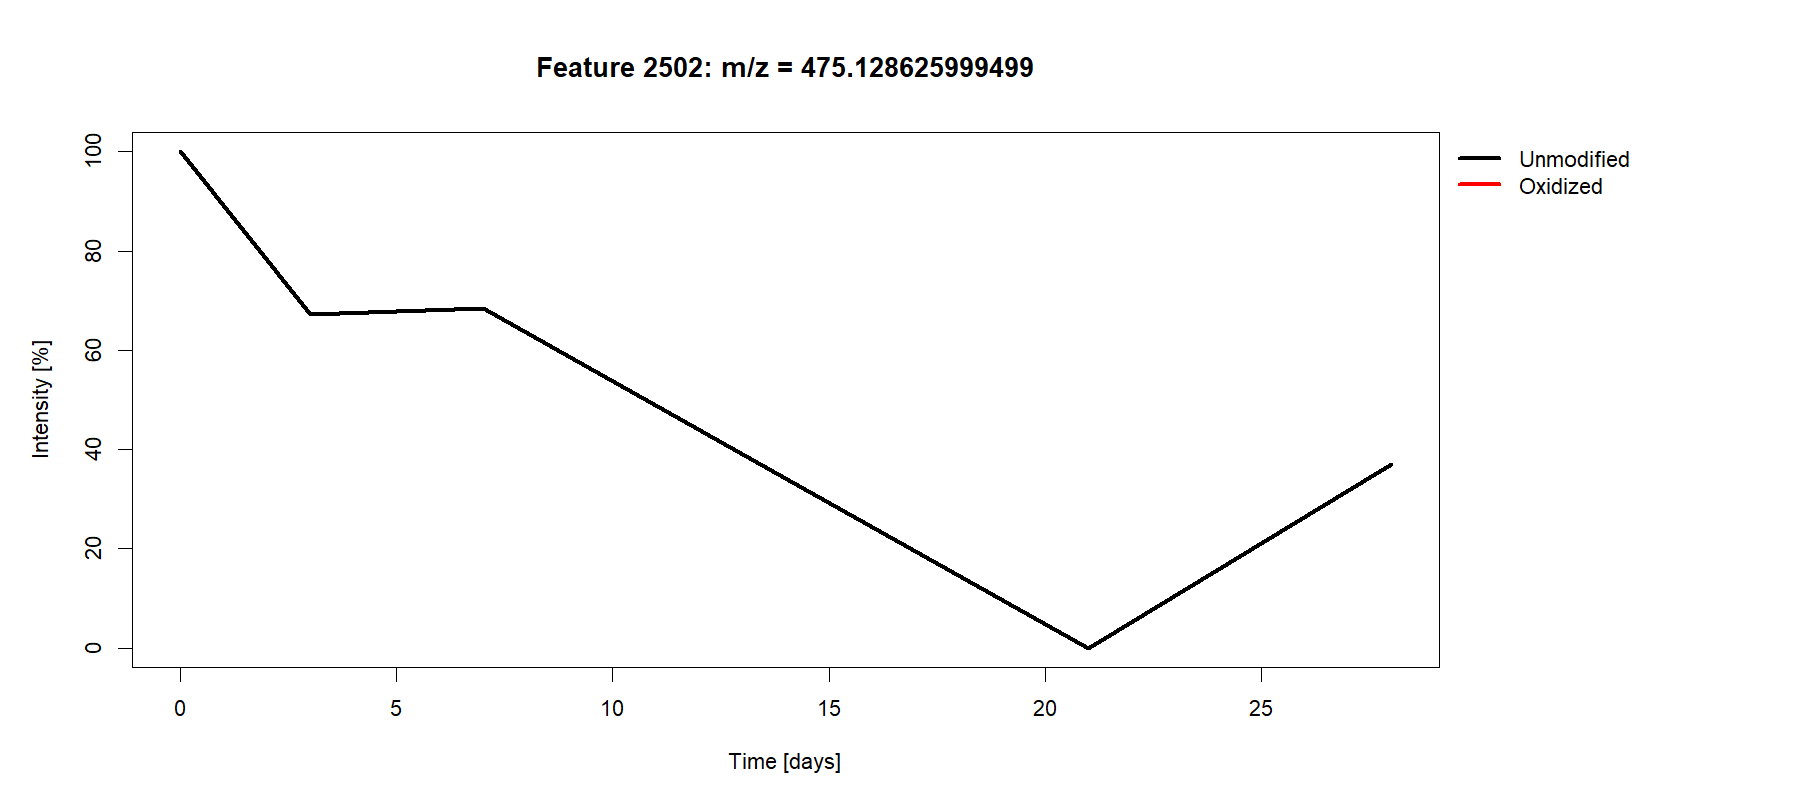 Feature 2502: m/z = 475.128625999499
Unmodified
Oxidized
Intensity [%]
100
80
60
40
20
0
0 5 10 15 20 25
Time [days]